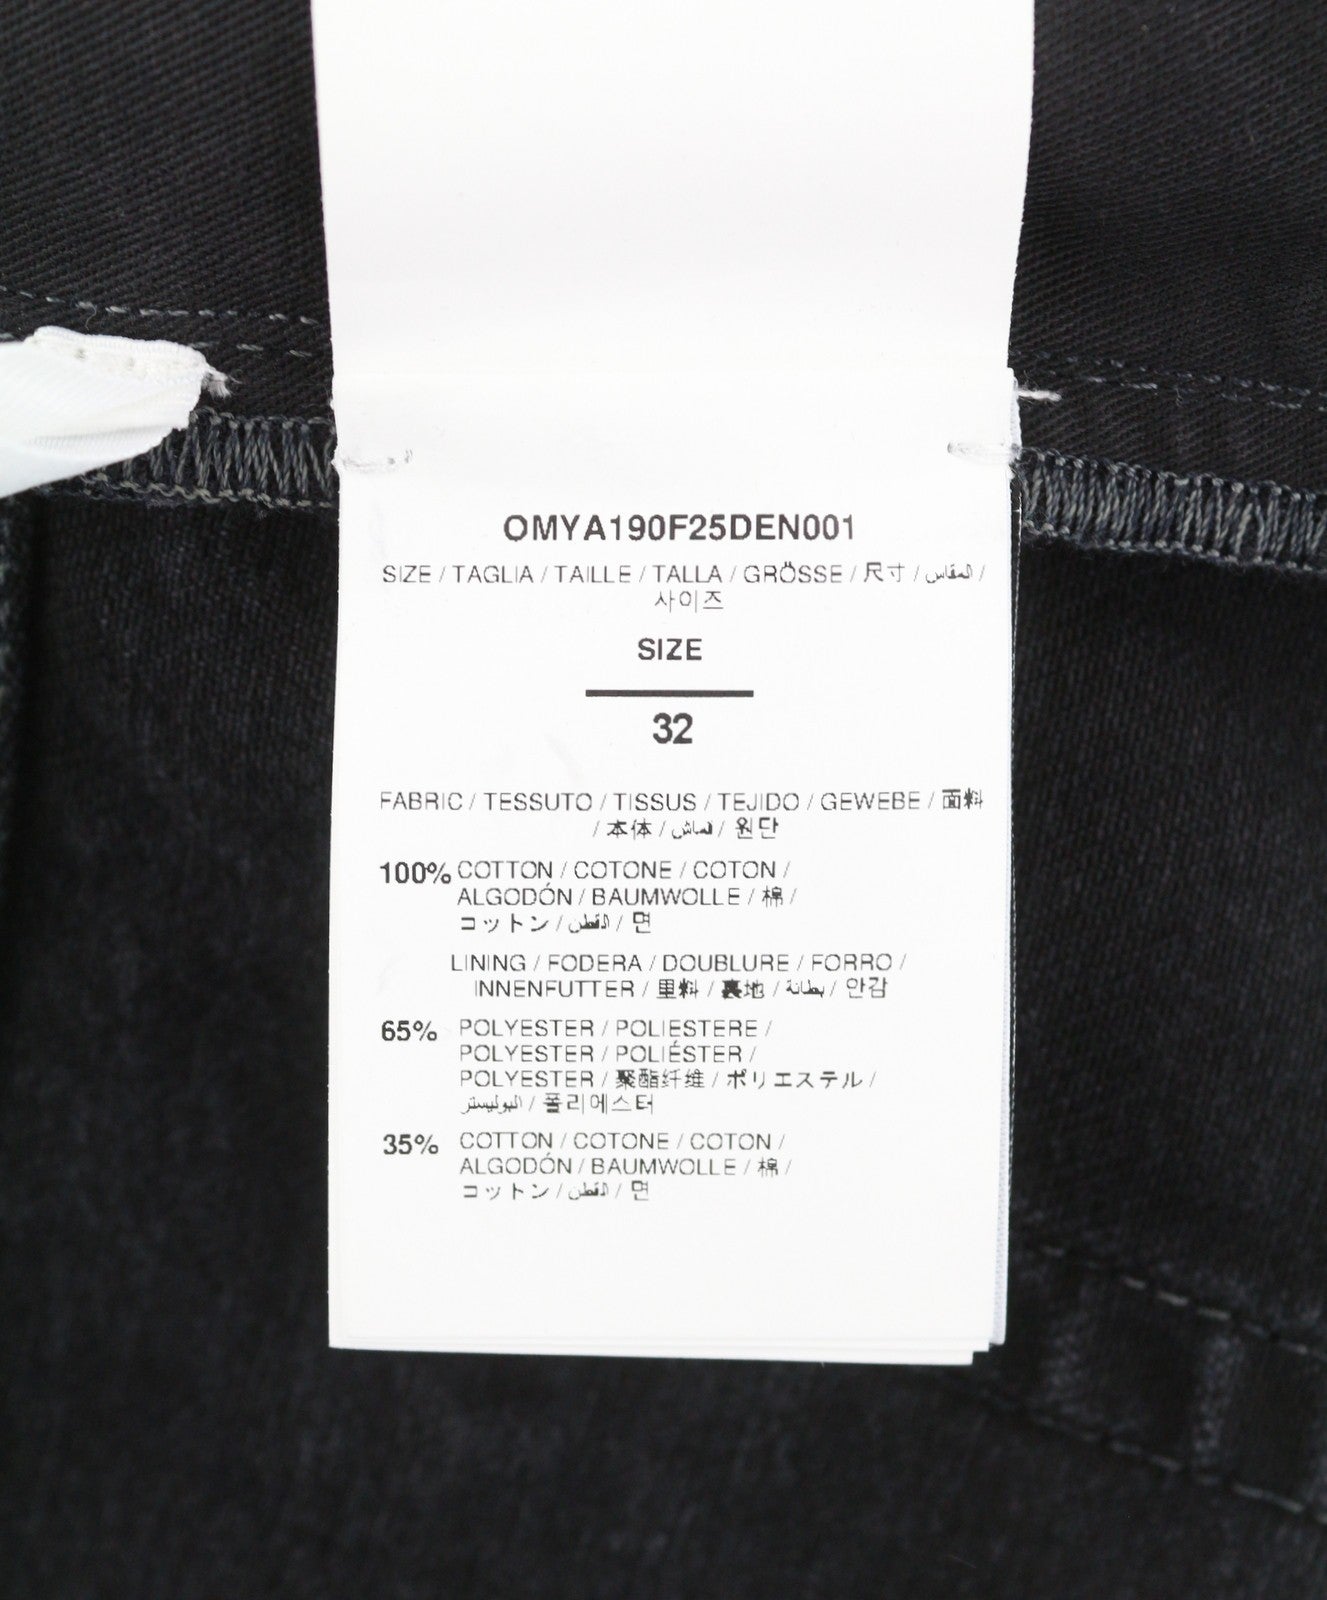 OMYA190F25DEN001
SIZE / TAGLIA / TAILLE / TALLA / GRÖSSE / 尺寸 / المقاس /
사이즈
SIZE
32
FABRIC / TESSUTO / TISSUS / TEJIDO / GEWEBE / 面料
/ 本体 / القماش / 원단
100% COTTON / COTONE / COTON /
ALGODÓN / BAUMWOLLE / 棉 /
コットン / القطن / 면
LINING / FODERA / DOUBLURE / FORRO /
INNENFUTTER / 里料 / 裏地 / بطانة / 안감
65% POLYESTER / POLIESTERE /
POLYESTER / POLIÉSTER /
POLYESTER / 聚酯纤维 / ポリエステル /
البوليستر / 폴리에스터
35% COTTON / COTONE / COTON /
ALGODÓN / BAUMWOLLE / 棉 /
コットン / القطن / 면